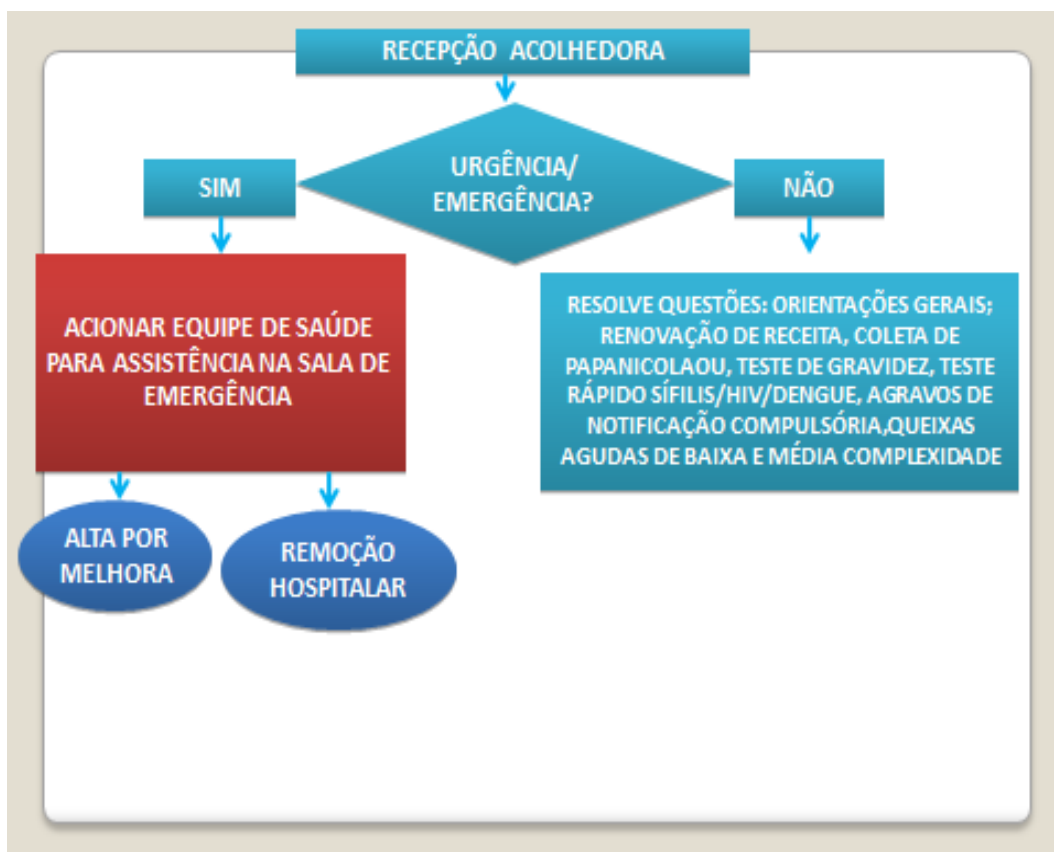 RECEPÇÃO ACOLHEDORA
URGÊNCIA/
EMERGÊNCIA?
SIM
NÃO
ACIONAR EQUIPE DE SAÚDE
PARA ASSISTÊNCIA NA SALA DE
EMERGÊNCIA
RESOLVE QUESTÕES: ORIENTAÇÕES GERAIS;
RENOVAÇÃO DE RECEITA, COLETA DE
PAPANICOLAOU, TESTE DE GRAVIDEZ, TESTE
RÁPIDO SÍFILIS/HIV/DENGUE, AGRAVOS DE
NOTIFICAÇÃO COMPULSÓRIA,QUEIXAS
AGUDAS DE BAIXA E MÉDIA COMPLEXIDADE
ALTA POR
MELHORA
REMOÇÃO
HOSPITALAR